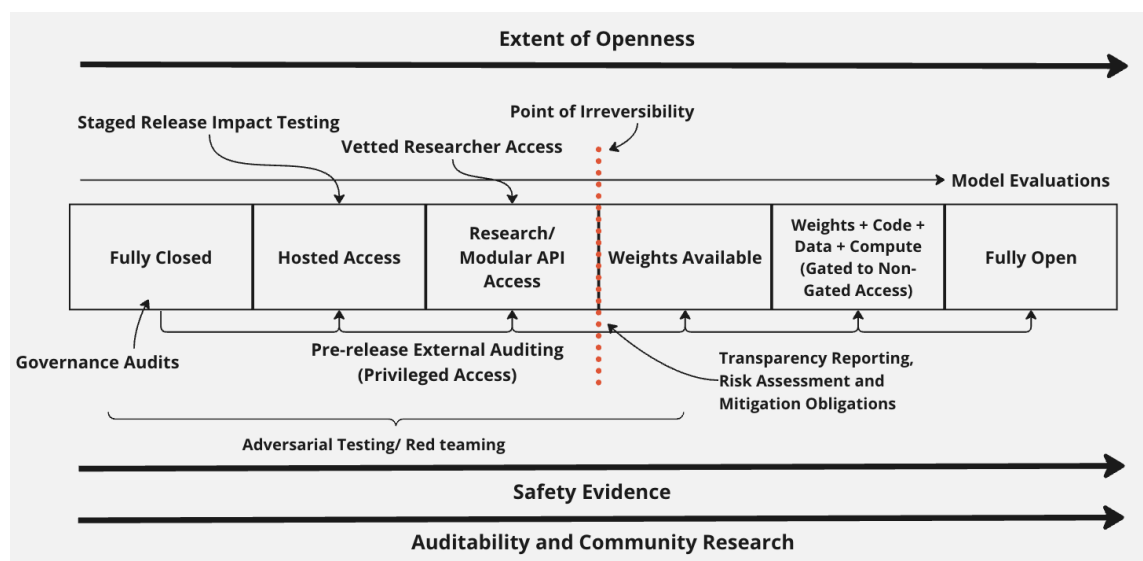 Extent of Openness
Point of Irreversibility
Staged Release Impact Testing
Vetted Researcher Access
Model Evaluations
Fully Closed
Hosted Access
Research/
Modular API
Access
Weights Available
Weights + Code +
Data + Compute
(Gated to Non-
Gated Access)
Fully Open
Governance Audits
Pre-release External Auditing
(Privileged Access)
Transparency Reporting,
Risk Assessment and
Mitigation Obligations
Adversarial Testing/ Red teaming
Safety Evidence
Auditability and Community Research